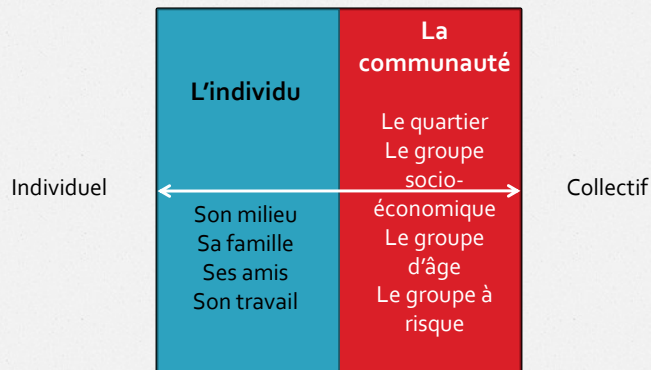 Individuel
L'individu
Son milieu
Sa famille
Ses amis
Son travail
La
communauté
Le quartier
Le groupe
socio-
économique
Le groupe
d'âge
Le groupe à
risque
Collectif